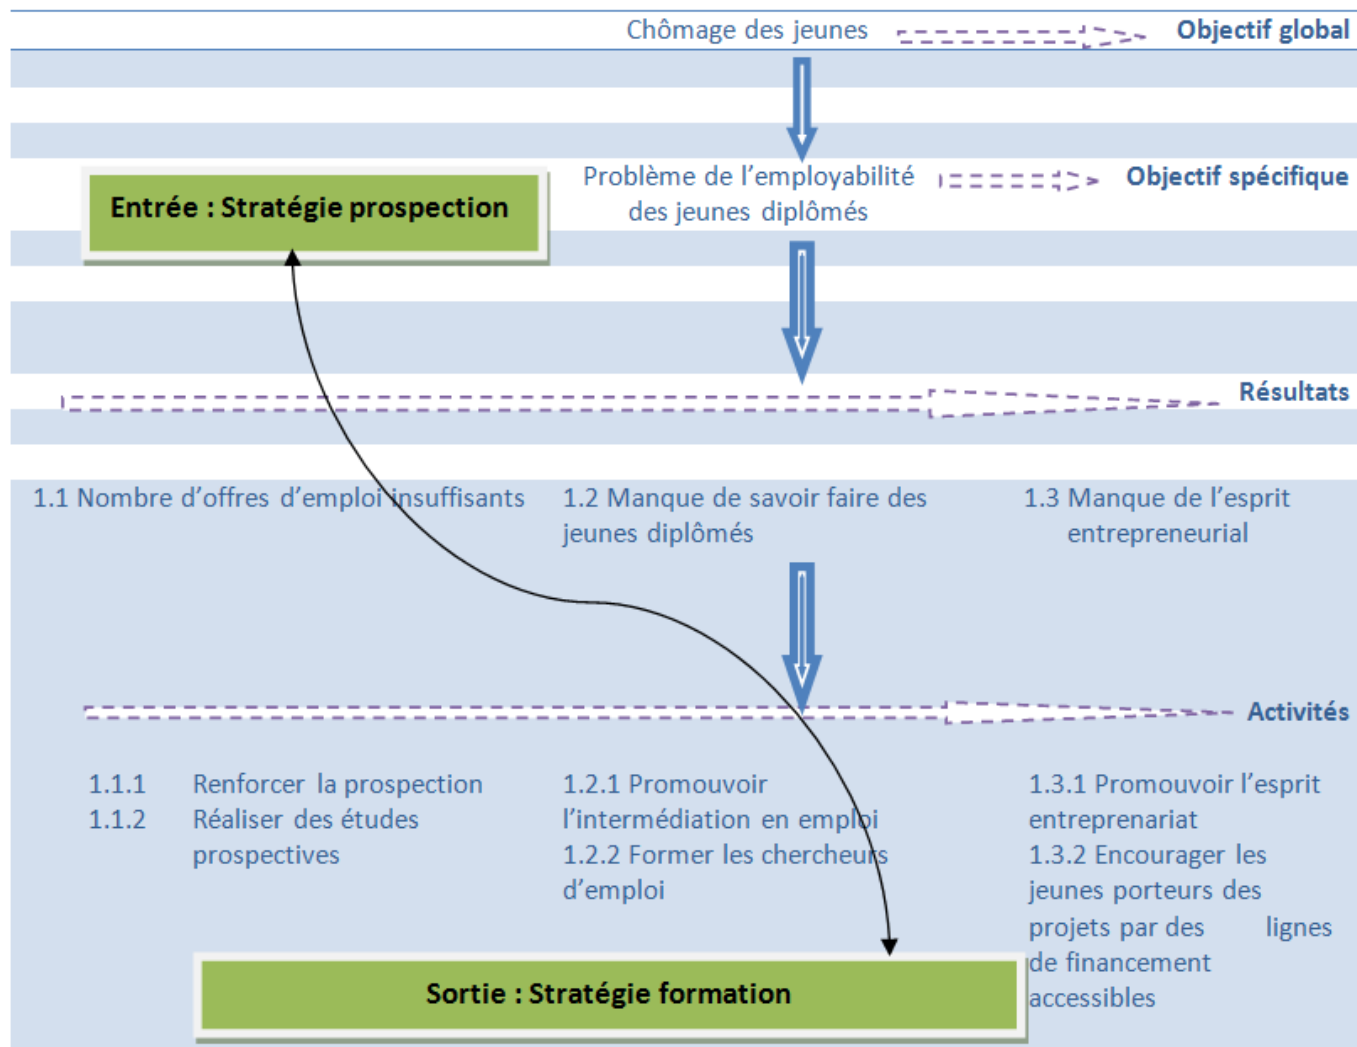 Chômage des jeunes Objectif global
Problème de l'employabilité Objectif spécifique
des jeunes diplômés
Entrée : Stratégie prospection
Résultats
1.1 Nombre d'offres d'emploi insuffisants
1.2 Manque de savoir faire des
jeunes diplômés
1.3 Manque de l'esprit
entrepreneurial
Activités
1.1.1 Renforcer la prospection
1.1.2 Réaliser des études
prospectives
1.2.1 Promouvoir
l'intermédiation en emploi
1.2.2 Former les chercheurs
d'emploi
1.3.1 Promouvoir l'esprit
entreprenariat
1.3.2 Encourager les
jeunes porteurs des
projets par des lignes
de financement
accessibles
Sortie : Stratégie formation